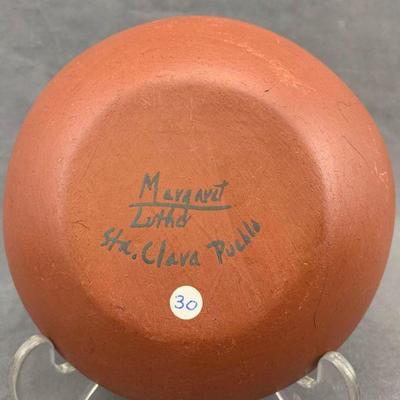 Margaret
Luther
Sta. Clara Pueblo
30